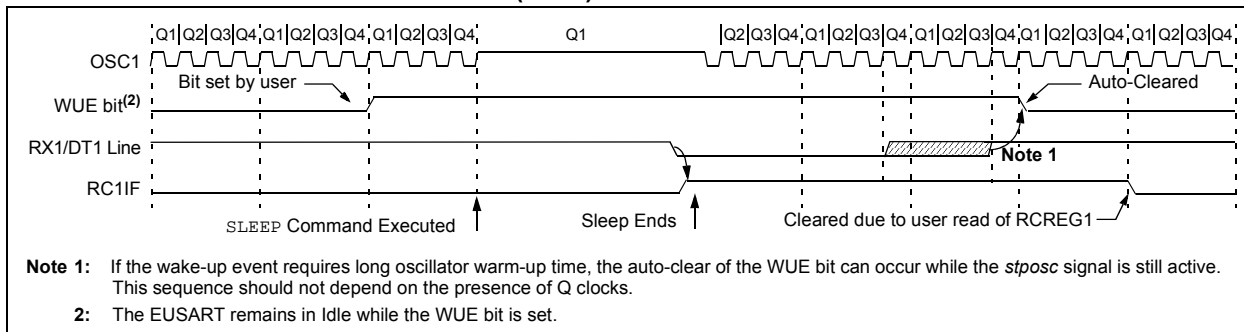 Q1 Q2 Q3 Q4 Q1 Q2 Q3 Q4 Q1 Q2 Q3 Q4 Q1 Q2 Q3 Q4 Q1 Q2 Q3 Q4 Q1 Q2 Q3 Q4 Q1 Q2 Q3 Q4
OSC1
Bit set by user
Auto-Cleared
WUE bit(2)
RX1/DT1 Line
Note 1
RC1IF
SLEEP Command Executed
Sleep Ends
Cleared due to user read of RCREG1
Note 1: If the wake-up event requires long oscillator warm-up time, the auto-clear of the WUE bit can occur while the stposc signal is still active.
This sequence should not depend on the presence of Q clocks.
2: The EUSART remains in Idle while the WUE bit is set.